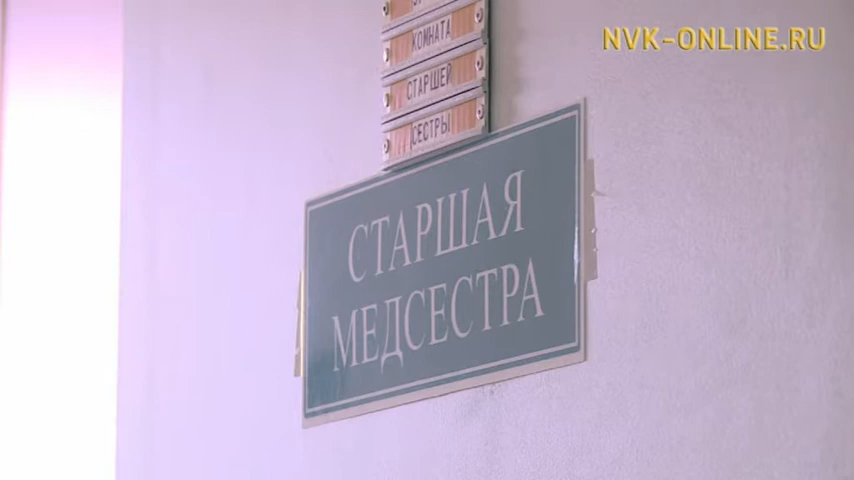 NVK-ONLINE.RU
КОМНАТА
СТАРШЕЙ
СЕСТРЫ
СТАРШАЯ
МЕДСЕСТРА